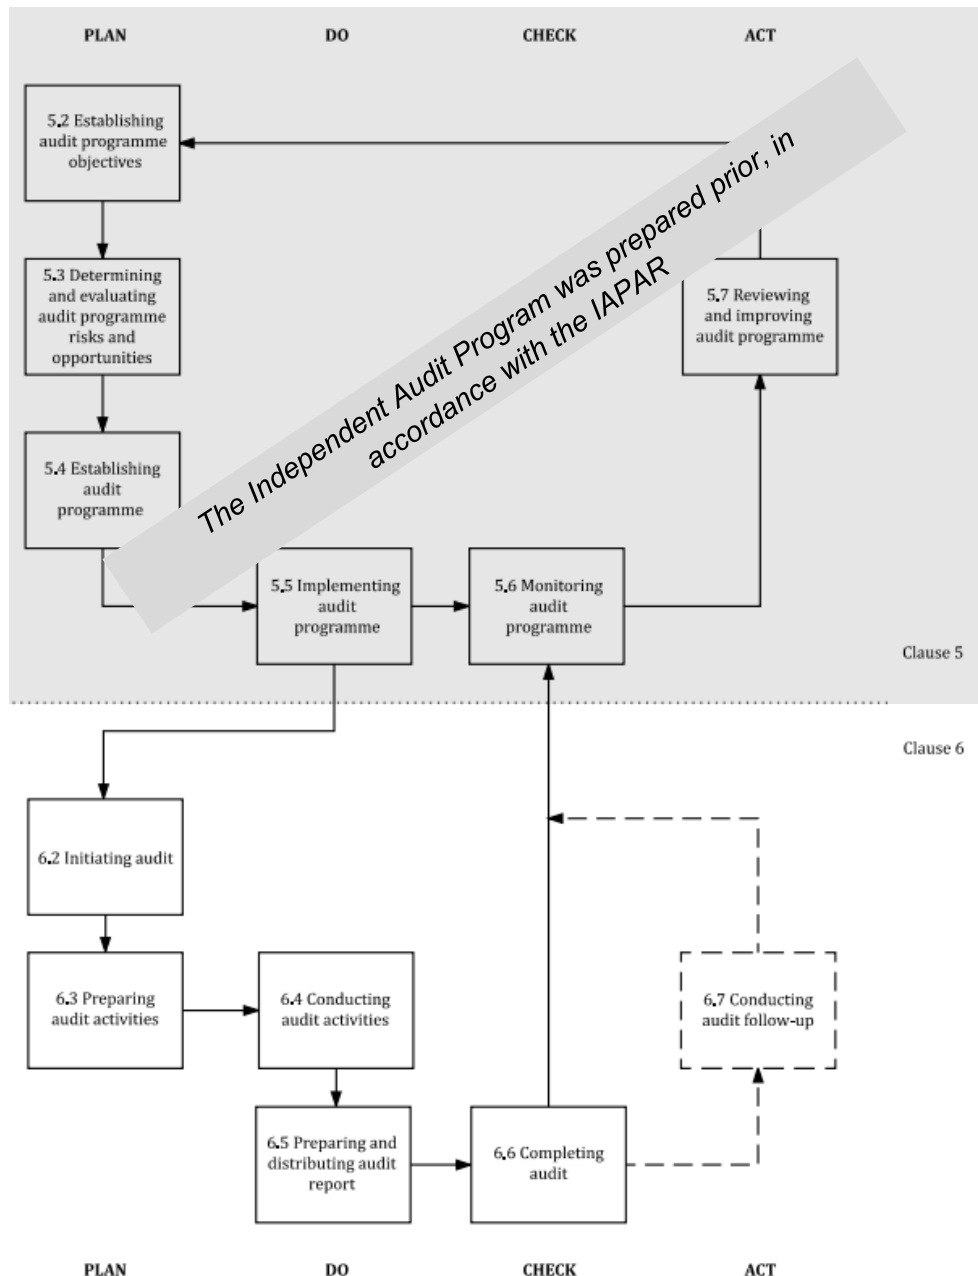 PLAN DO CHECK ACT
5.2 Establishing
audit programme
objectives
5.3 Determining
and evaluating
audit programme
risks and
opportunities
5.7 Reviewing
and improving
audit programme
The Independent Audit Program was prepared prior, in
accordance with the IAPAR
5.4 Establishing
audit
programme
5.5 Implementing
audit
programme
5.6 Monitoring
audit
programme
Clause 5
Clause 6
6.2 Initiating audit
6.3 Preparing
audit activities
6.4 Conducting
audit activities
6.7 Conducting
audit follow-up
6.5 Preparing and
distributing audit
report
6.6 Completing
audit
PLAN DO CHECK ACT